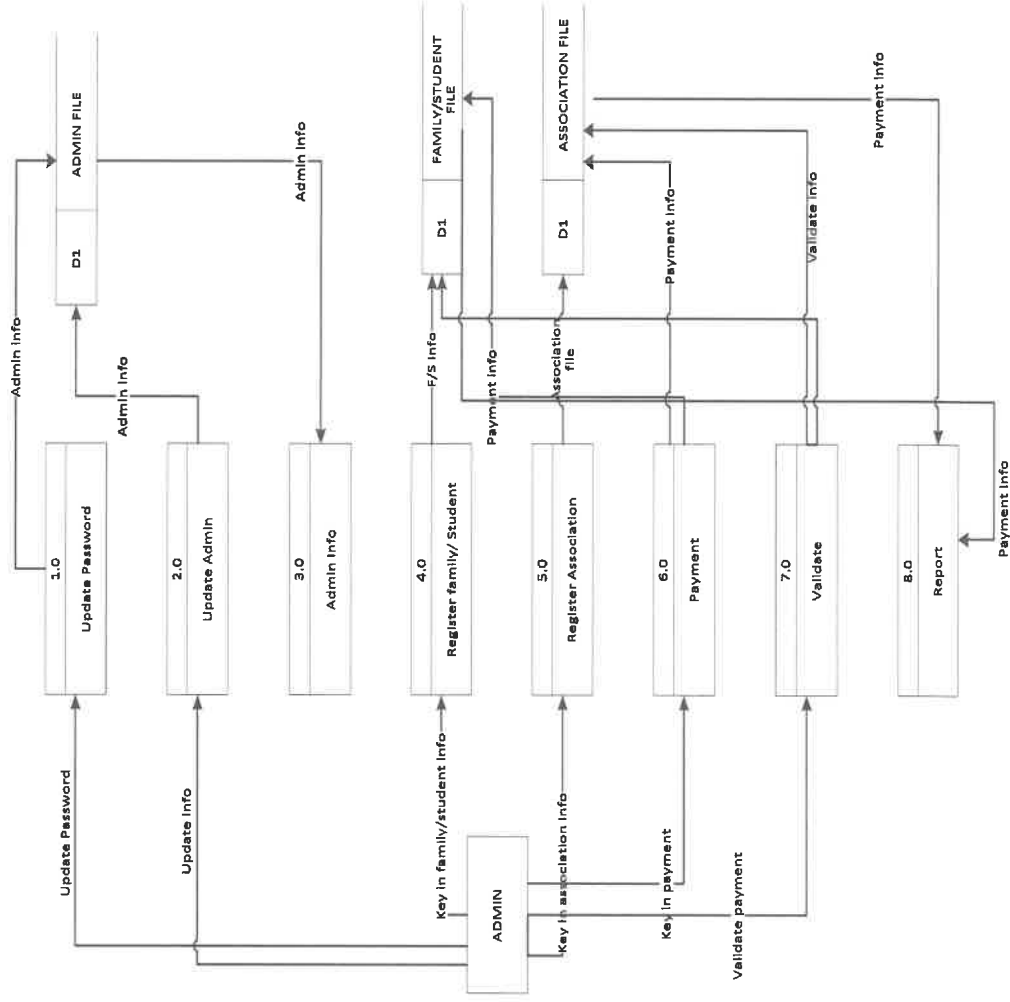 Update Password
Update Info
ADMIN
Key in family/student Info
Key in association Info
Key in payment
Validate payment
1.0
Update Password
2.0
Update Admin
3.0
Admin Info
4.0
Register family/ Student
5.0
Register Association
6.0
Payment
7.0
Validate
8.0
Report
Admin Info
Admin Info
Admin Info
F/S Info
Payment Info
Association
file
Payment Info
Validate Info
Payment Info
Payment Info
D1
ADMIN FILE
D1
FAMILY/STUDENT
FILE
D1
ASSOCIATION FILE